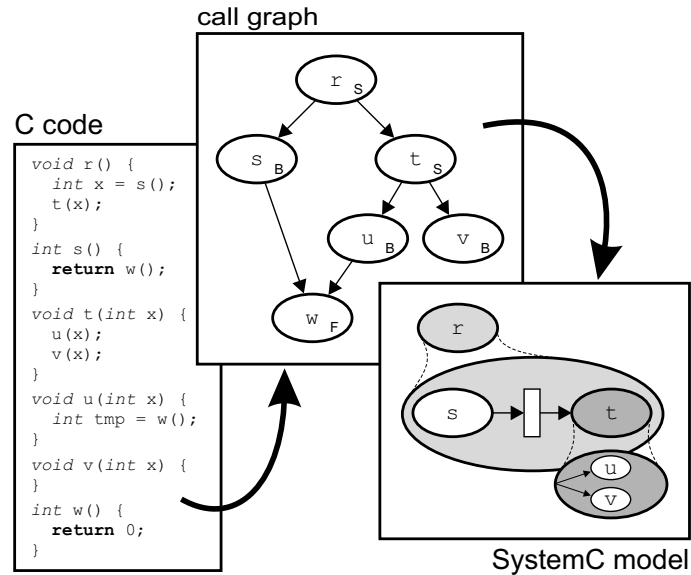 call graph
r S
s B
t S
u B
v B
w F
C code
void r() {
int x = s();
t(x);
}
int s() {
return w();
}
void t(int x) {
u(x);
v(x);
}
void u(int x) {
int tmp = w();
}
void v(int x) {
}
int w() {
return 0;
}
r
s
t
u
v
SystemC model